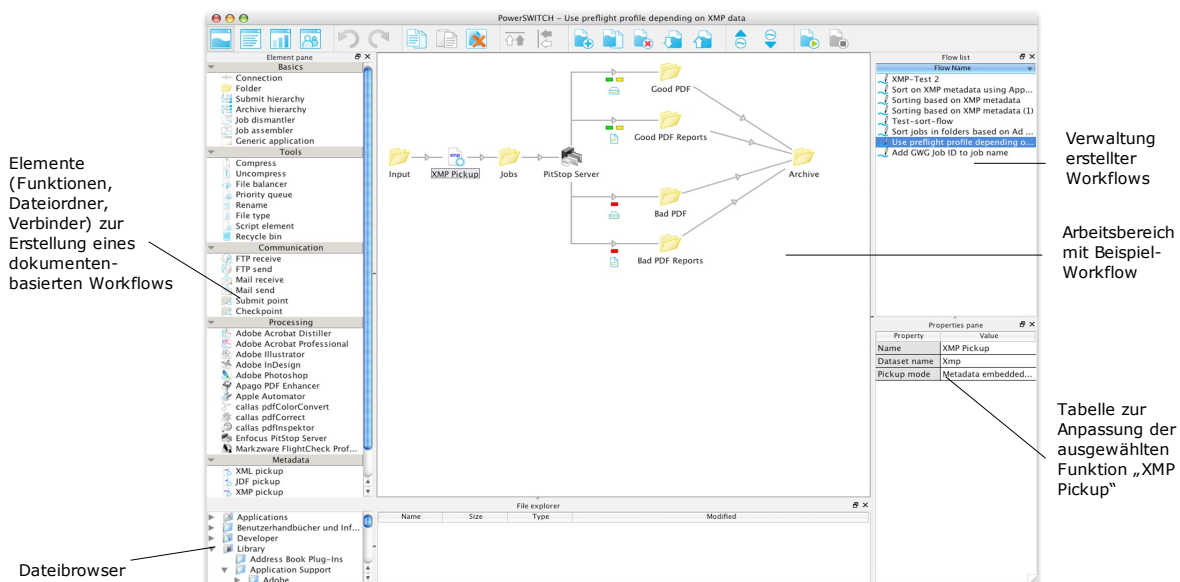 PowerSWITCH – Use preflight profile depending on XMP data
Element pane
Basics
Connection
Folder
Submit hierarchy
Archive hierarchy
Job dismantler
Job assembler
Generic application
Tools
Compress
Uncompress
File balancer
Priority queue
Rename
File type
Script element
Recycle bin
Communication
FTP receive
FTP send
Mail receive
Mail send
Submit point
Checkpoint
Processing
Adobe Acrobat Distiller
Adobe Acrobat Professional
Adobe Illustrator
Adobe InDesign
Adobe Photoshop
Apago PDF Enhancer
Apple Automator
callas pdfColorConvert
callas pdfCorrect
callas pdfInspektor
Enfocus PitStop Server
Markzware FlightCheck Prof...
Metadata
XML pickup
JDF pickup
XMP pickup
Applications
Benutzerhandbücher und Inf...
Developer
Library
Address Book Plug-Ins
Application Support
Adobe
Input
xmp
XMP Pickup
Jobs
PitStop Server
Good PDF
Good PDF Reports
Bad PDF
Bad PDF Reports
Archive
File explorer
Name Size Type Modified
Flow list
Flow Name
XMP-Test 2
Sort on XMP metadata using App...
Sorting based on XMP metadata
Sorting based on XMP metadata (1)
Test-sort-flow
Sort jobs in folders based on Ad ...
Use preflight profile depending o...
Add GWG Job ID to job name
Properties pane
Property Value
Name XMP Pickup
Dataset name Xmp
Pickup mode Metadata embedded...
Elemente
(Funktionen,
Dateiordner,
Verbinder) zur
Erstellung eines
dokumenten-
basierten Workflows
Dateibrowser
Verwaltung
erstellter
Workflows
Arbeitsbereich
mit Beispiel-
Workflow
Tabelle zur
Anpassung der
ausgewählten
Funktion „XMP
Pickup“